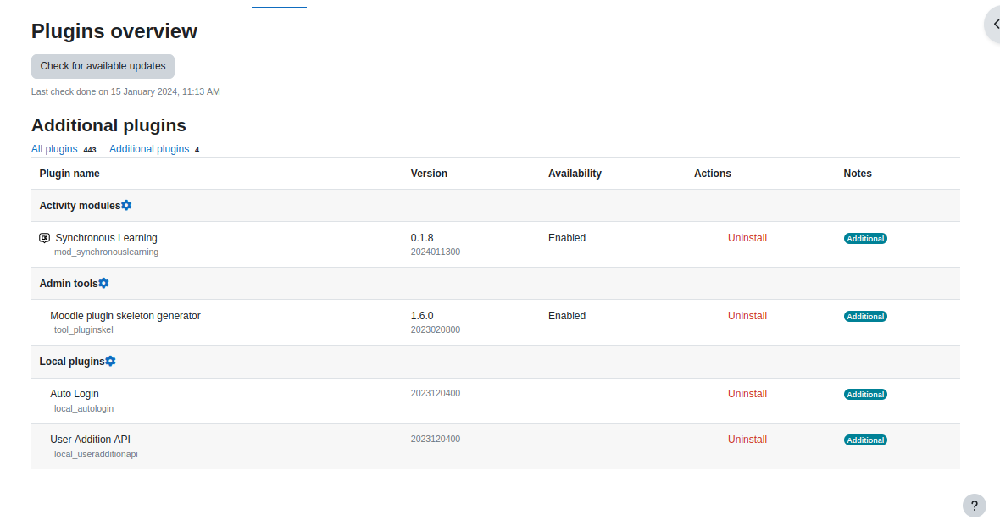 Plugins overview
Check for available updates
Last check done on 15 January 2024, 11:13 AM
Additional plugins
All plugins 443 Additional plugins 4
Plugin name Version Availability Actions Notes
Activity modules
Synchronous Learning 0.1.8 Enabled Uninstall Additional
mod_synchronouslearning 2024011300
Admin tools
Moodle plugin skeleton generator 1.6.0 Enabled Uninstall Additional
tool_pluginskel 2023020800
Local plugins
Auto Login 2023120400 Uninstall Additional
local_autologin
User Addition API 2023120400 Uninstall Additional
local_useradditionapi
?